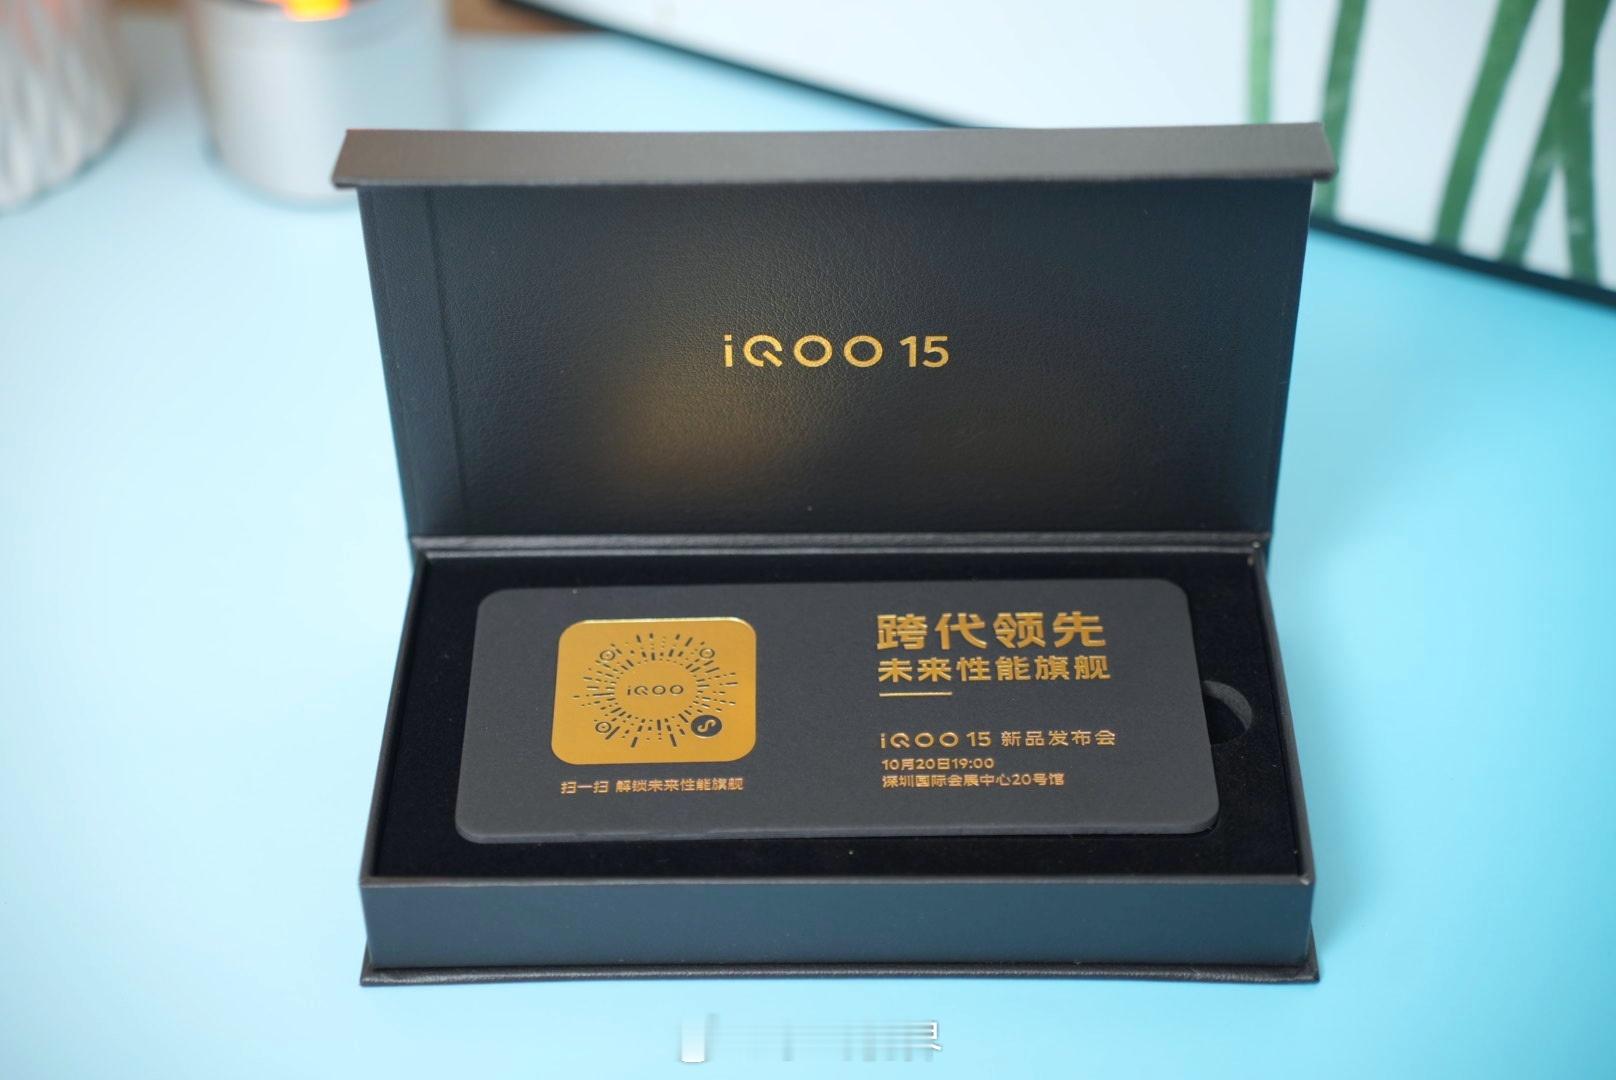 iQOO 15
iQOO
扫一扫 解锁未来性能旗舰
跨代领先
未来性能旗舰
iQOO 15 新品发布会
10月20日19:00
深圳国际会展中心20号馆